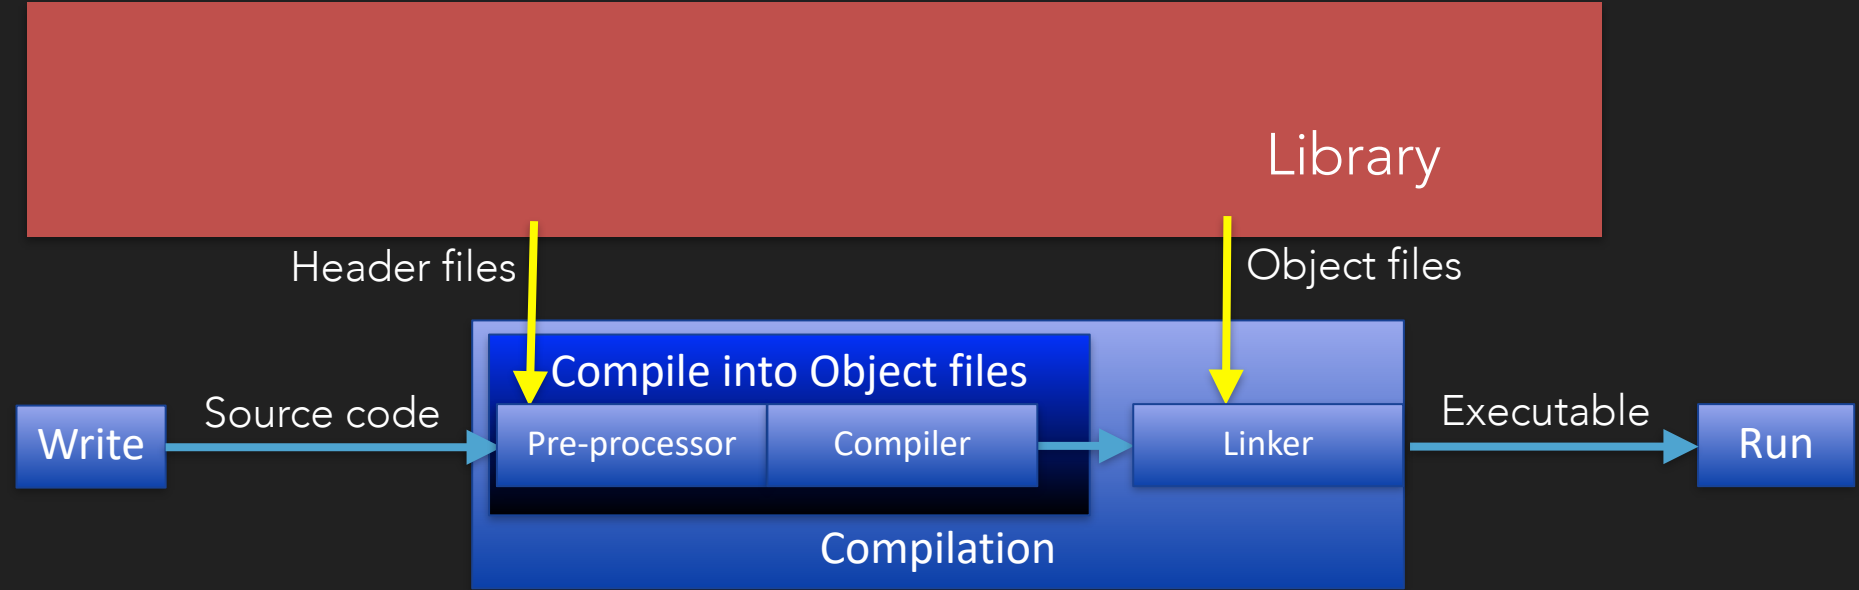 Library
Header files
Object files
Compile into Object files
Write
Source code
Pre-processor
Compiler
Linker
Executable
Run
Compilation